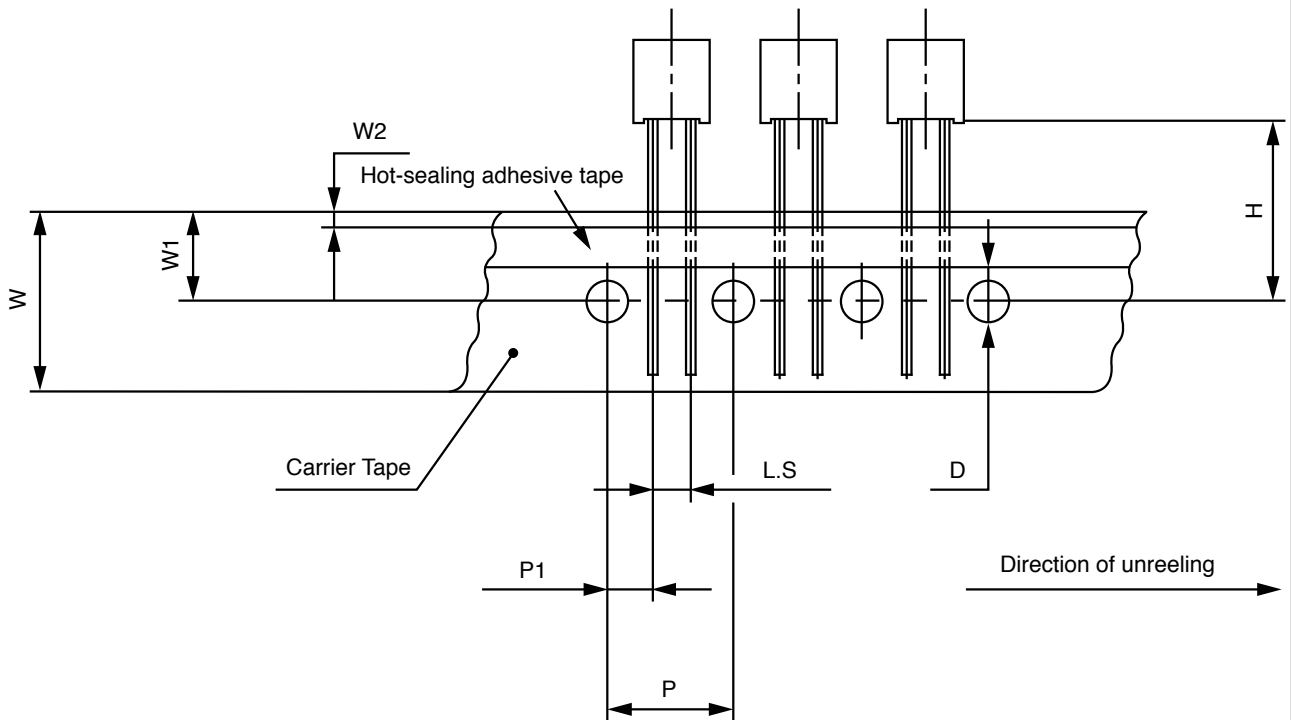 W2
Hot-sealing adhesive tape
H
W1
W
Carrier Tape
L.S
D
P1
Direction of unreeling
P